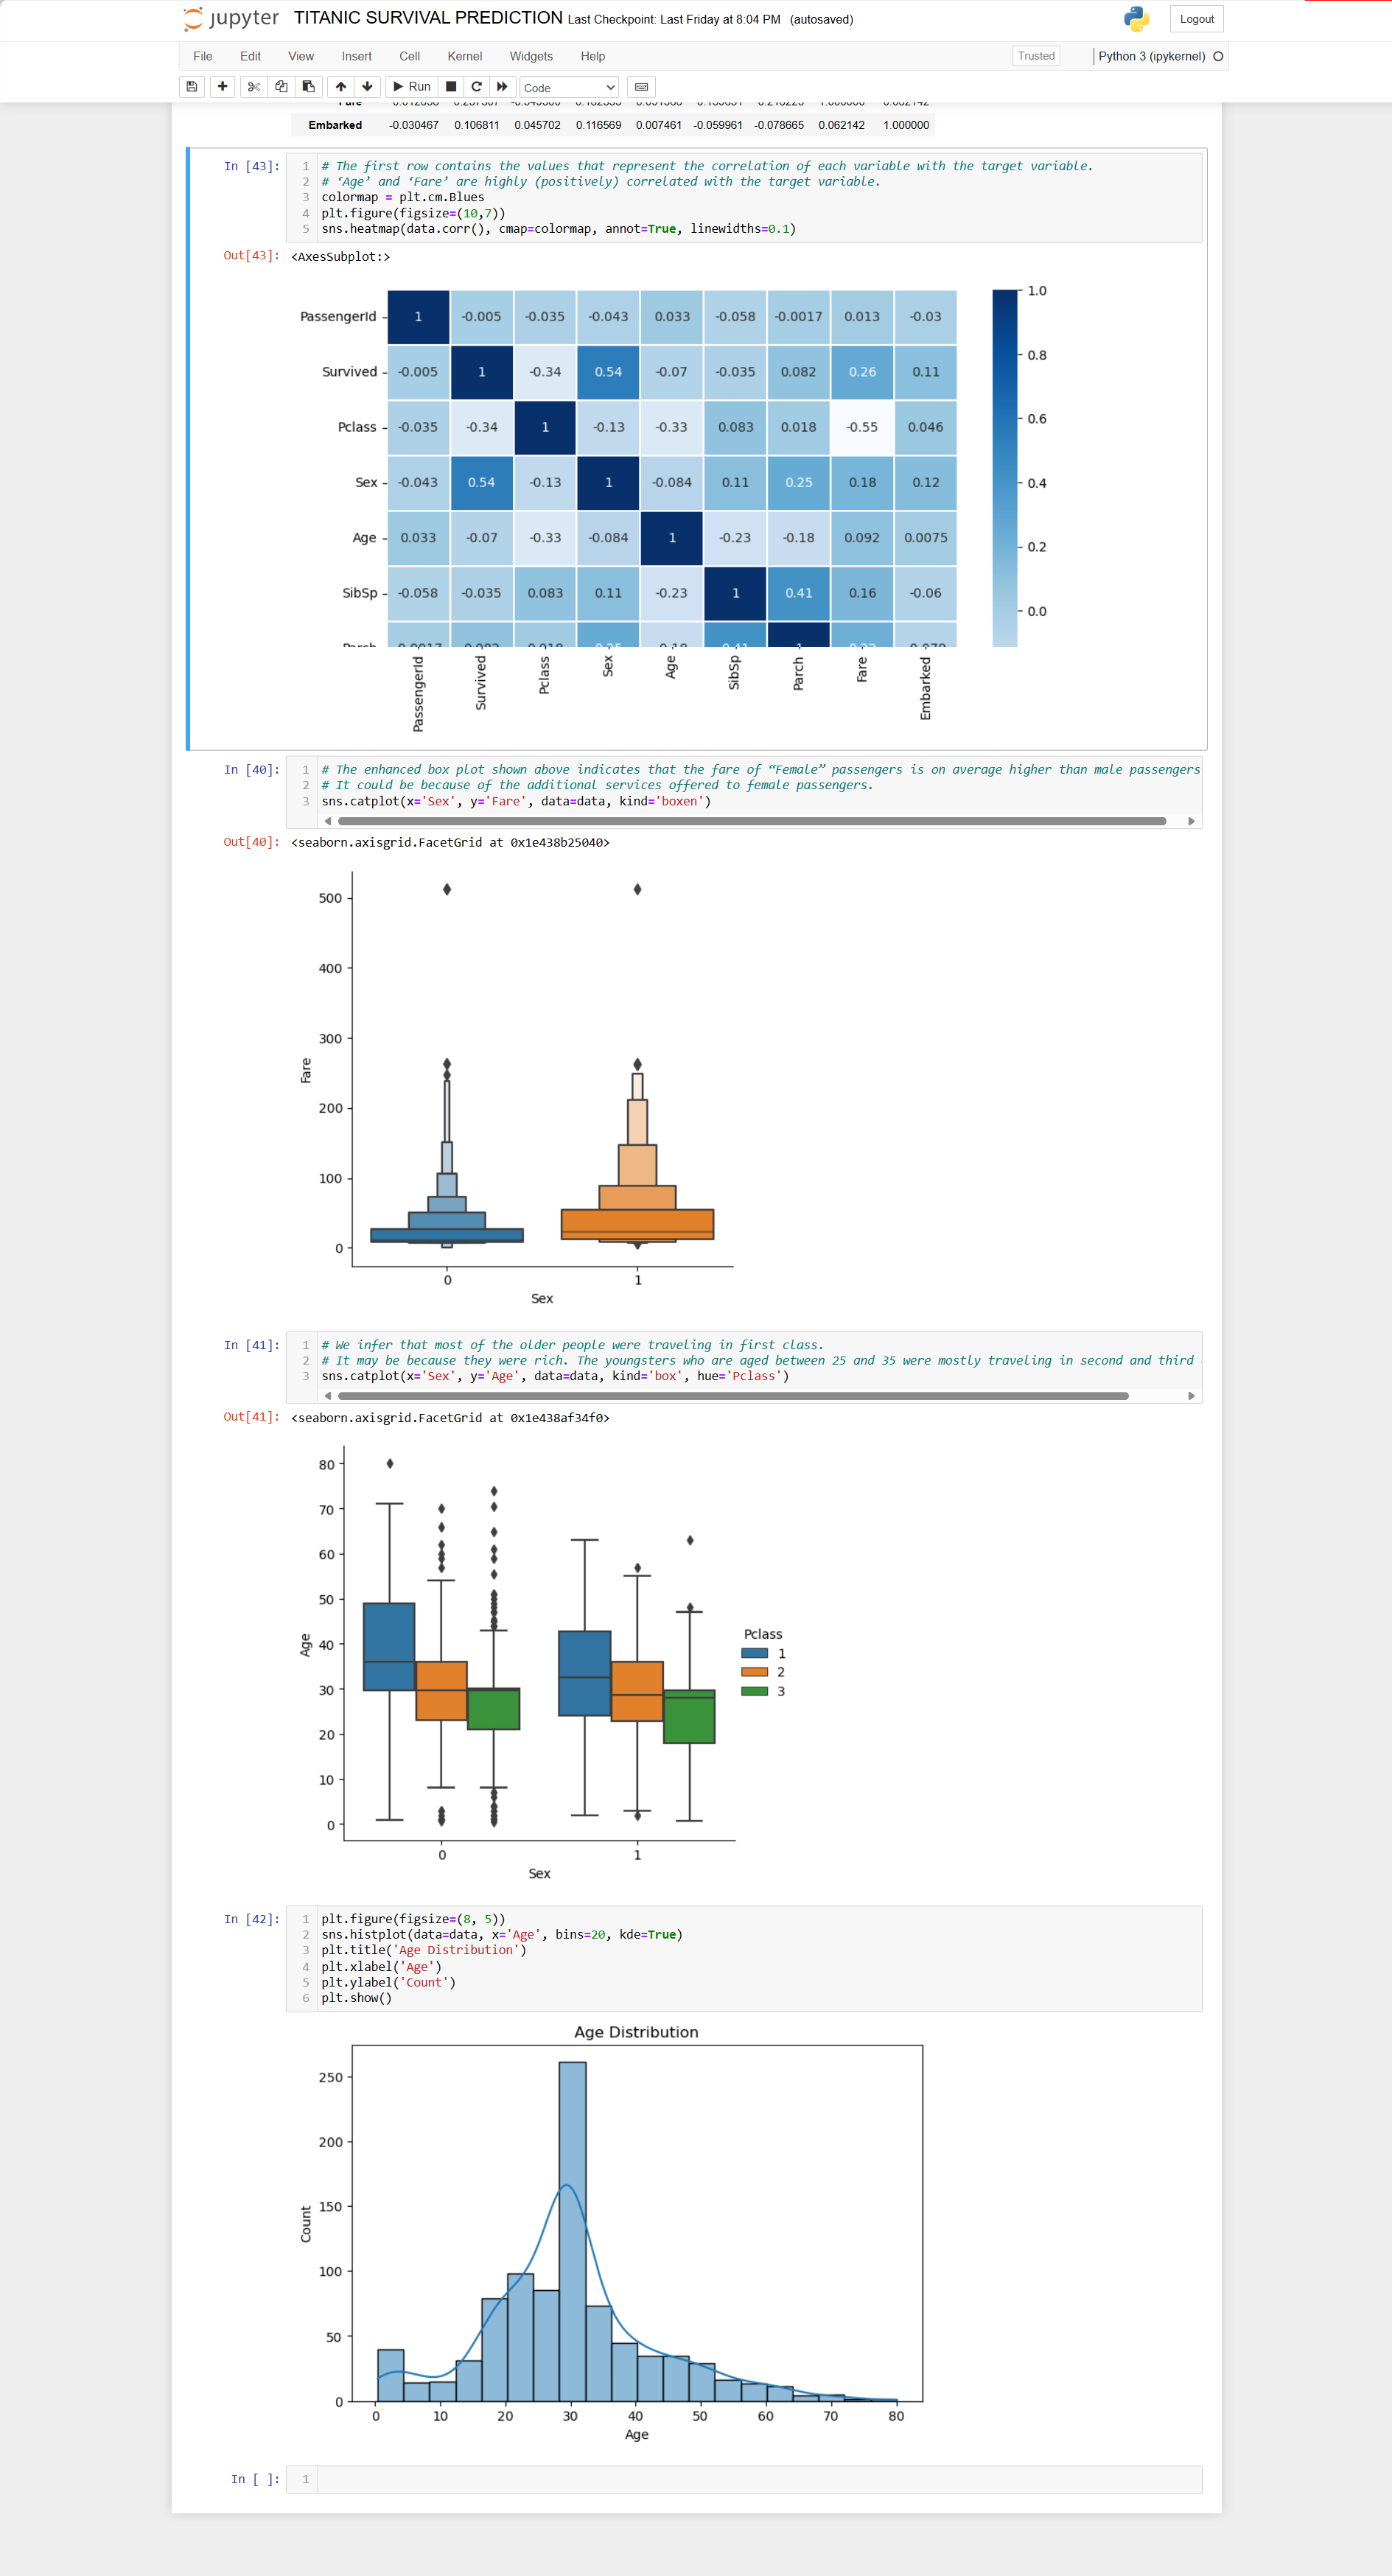 jupyter TITANIC SURVIVAL PREDICTION Last Checkpoint: Last Friday at 8:04 PM (autosaved)
Logout
File Edit View Insert Cell Kernel Widgets Help
Trusted Python 3 (ipykernel)
Run Code
Embarked -0.030467 0.106811 0.045702 0.116569 0.007461 -0.059961 -0.078665 0.062142 1.000000
In [43]:
1 # The first row contains the values that represent the correlation of each variable with the target variable.
2 # ‘Age’ and ‘Fare’ are highly (positively) correlated with the target variable.
3 colormap = plt.cm.Blues
4 plt.figure(figsize=(10,7))
5 sns.heatmap(data.corr(), cmap=colormap, annot=True, linewidths=0.1)
Out[43]: <AxesSubplot:>
PassengerId 1 -0.005 -0.035 -0.043 0.033 -0.058 -0.0017 0.013 -0.03
Survived -0.005 1 -0.34 0.54 -0.07 -0.035 0.082 0.26 0.11
Pclass -0.035 -0.34 1 -0.13 -0.33 0.083 0.018 -0.55 0.046
Sex -0.043 0.54 -0.13 1 -0.084 0.11 0.25 0.18 0.12
Age 0.033 -0.07 -0.33 -0.084 1 -0.23 -0.18 0.092 0.0075
SibSp -0.058 -0.035 0.083 0.11 -0.23 1 0.41 0.16 -0.06
PassengerId Survived Pclass Sex Age SibSp Parch Fare Embarked
1.0
0.8
0.6
0.4
0.2
0.0
In [40]:
1 # The enhanced box plot shown above indicates that the fare of “Female” passengers is on average higher than male passengers
2 # It could be because of the additional services offered to female passengers.
3 sns.catplot(x='Sex', y='Fare', data=data, kind='boxen')
Out[40]: <seaborn.axisgrid.FacetGrid at 0x1e438b25040>
500
400
300
200
100
0
Fare
0 1
Sex
In [41]:
1 # We infer that most of the older people were traveling in first class.
2 # It may be because they were rich. The youngsters who are aged between 25 and 35 were mostly traveling in second and third
3 sns.catplot(x='Sex', y='Age', data=data, kind='box', hue='Pclass')
Out[41]: <seaborn.axisgrid.FacetGrid at 0x1e438af34f0>
80
70
60
50
40
30
20
10
0
Age
0 1
Sex
Pclass
1
2
3
In [42]:
1 plt.figure(figsize=(8, 5))
2 sns.histplot(data=data, x='Age', bins=20, kde=True)
3 plt.title('Age Distribution')
4 plt.xlabel('Age')
5 plt.ylabel('Count')
6 plt.show()
Age Distribution
250
200
150
100
50
0
Count
0 10 20 30 40 50 60 70 80
Age
In [ ]:
1